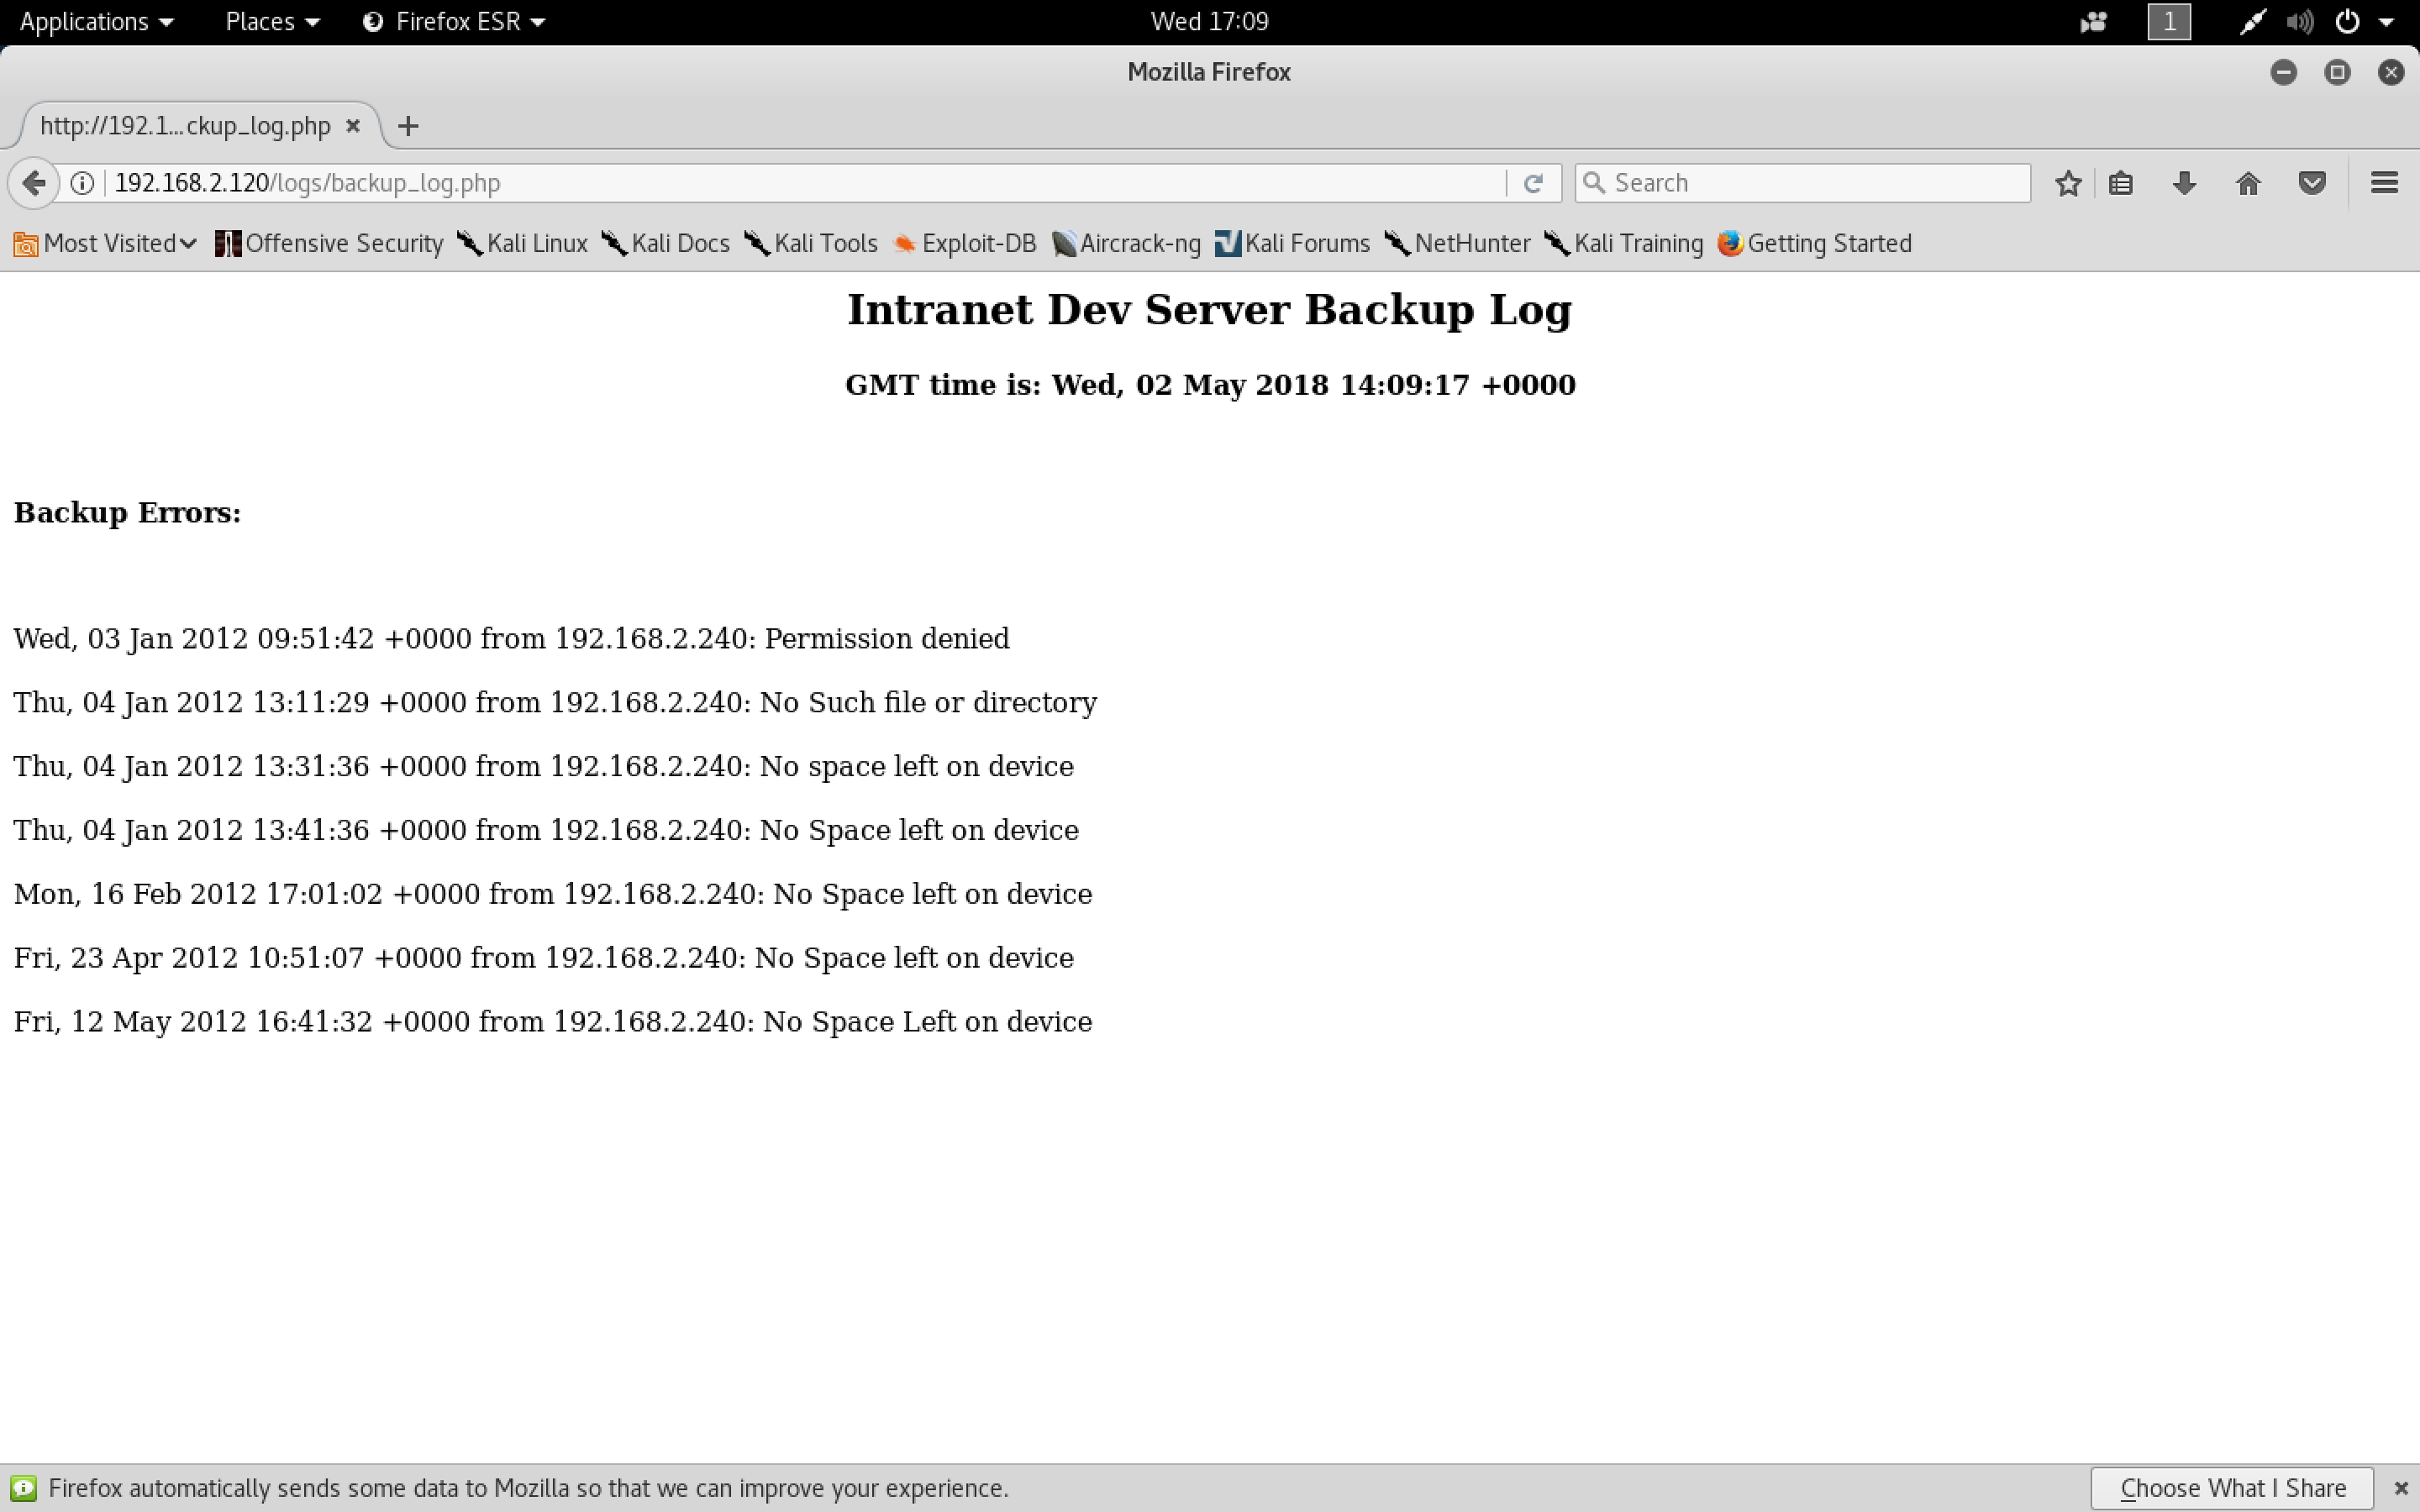 Applications Places Firefox ESR Wed 17:09 1
Mozilla Firefox
http://192.1...ckup_log.php
192.168.2.120/logs/backup_log.php Search
Most Visited Offensive Security Kali Linux Kali Docs Kali Tools Exploit-DB Aircrack-ng Kali Forums NetHunter Kali Training Getting Started
Intranet Dev Server Backup Log
GMT time is: Wed, 02 May 2018 14:09:17 +0000
Backup Errors:
Wed, 03 Jan 2012 09:51:42 +0000 from 192.168.2.240: Permission denied
Thu, 04 Jan 2012 13:11:29 +0000 from 192.168.2.240: No Such file or directory
Thu, 04 Jan 2012 13:31:36 +0000 from 192.168.2.240: No space left on device
Thu, 04 Jan 2012 13:41:36 +0000 from 192.168.2.240: No Space left on device
Mon, 16 Feb 2012 17:01:02 +0000 from 192.168.2.240: No Space left on device
Fri, 23 Apr 2012 10:51:07 +0000 from 192.168.2.240: No Space left on device
Fri, 12 May 2012 16:41:32 +0000 from 192.168.2.240: No Space Left on device
Firefox automatically sends some data to Mozilla so that we can improve your experience. Choose What I Share